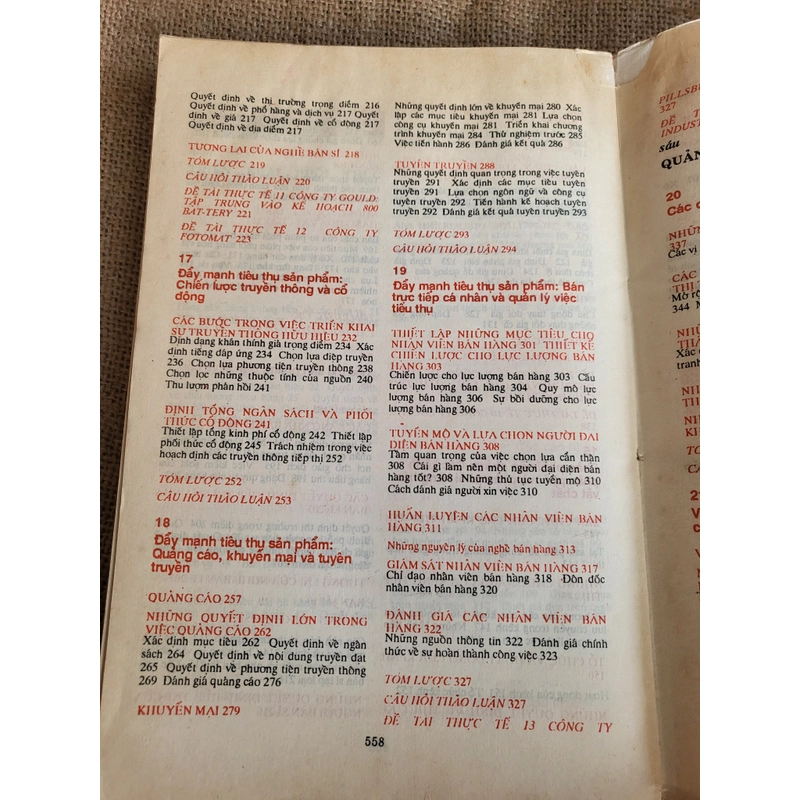 Quyết định về thị trường trọng điểm 216
Quyết định về phổ hàng và dịch vụ 217 Quyết
định về giá 217 Quyết định về cổ động 217
Quyết định về địa điểm 217
TƯƠNG LAI CỦA NGHỀ BÁN SỈ 218
TÓM LƯỢC 219
CÂU HỎI THẢO LUẬN 220
ĐỀ TÀI THỰC TẾ 11 CÔNG TY GOULD:
TẬP TRUNG VÀO KẾ HOẠCH 800
BAT-TERY 221
ĐỀ TÀI THỰC TẾ 12 CÔNG TY
FOTOMAT 223
17
Đẩy mạnh tiêu thụ sản phẩm:
Chiến lược truyền thông và cổ
động
CÁC BƯỚC TRONG VIỆC TRIỂN KHAI
SỰ TRUYỀN THÔNG HỮU HIỆU 232
Định dạng khán thính giả trọng điểm 234 Xác
định tiếng đáp ứng 234 Chọn lựa điệp truyền
236 Chọn lựa phương tiện truyền thông 238
Chọn lọc những thuộc tính của nguồn 240
Thu lượm phản hồi 241
ĐỊNH TỔNG NGÂN SÁCH VÀ PHỐI
THỨC CỔ ĐỘNG 241
Thiết lập tổng kinh phí cổ động 242 Thiết lập
phối thức cổ động 245 Trách nhiệm trong việc
hoạch định các truyền thông tiếp thị 252
TÓM LƯỢC 252
CÂU HỎI THẢO LUẬN 253
18
Đẩy mạnh tiêu thụ sản phẩm:
Quảng cáo, khuyến mại và tuyên
truyền
QUẢNG CÁO 257
NHỮNG QUYẾT ĐỊNH LỚN TRONG
VIỆC QUẢNG CÁO 262
Xác định mục tiêu 262 Quyết định về ngân
sách 264 Quyết định về nội dung truyền đạt
265 Quyết định về phương tiện truyền thông
269 Đánh giá quảng cáo 276
KHUYẾN MẠI 279
Những quyết định lớn về khuyến mại 280 Xác
lập các mục tiêu khuyến mại 281 Lựa chọn
công cụ khuyến mại 281 Triển khai chương
trình khuyến mại 284 Thử nghiệm trước 285
Việc tiến hành 286 Đánh giá kết quả 286
TUYÊN TRUYỀN 288
Những quyết định quan trọng trong việc tuyên
truyền 291 Xác định các mục tiêu tuyên
truyền 291 Lựa chọn ngôn ngữ và công cụ
tuyên truyền 292 Tiến hành kế hoạch tuyên
truyền 292 Đánh giá kết quả tuyên truyền 293
TÓM LƯỢC 293
CÂU HỎI THẢO LUẬN 294
19
Đẩy mạnh tiêu thụ sản phẩm: Bán
trực tiếp cá nhân và quản lý việc
tiêu thụ
THIẾT LẬP NHỮNG MỤC TIÊU CHO
NHÂN VIÊN BÁN HÀNG 301 THIẾT KẾ
CHIẾN LƯỢC CHO LỰC LƯỢNG BÁN
HÀNG 303
Chiến lược cho lực lượng bán hàng 303 Cấu
trúc lực lượng bán hàng 304 Quy mô lực
lượng bán hàng 306 Sự bồi dưỡng cho lực
lượng bán hàng 306
TUYỂN MỘ VÀ LỰA CHỌN NGƯỜI ĐẠI
DIỆN BÁN HÀNG 308
Tầm quan trọng của việc chọn lựa cẩn thận
308 Cái gì làm nên một người đại diện bán
hàng tốt? 308 Những thủ tục tuyển mộ 310
Cách đánh giá người xin việc 310
HUẤN LUYỆN CÁC NHÂN VIÊN BÁN
HÀNG 311
Những nguyên lý của nghề bán hàng 313
GIÁM SÁT NHÂN VIÊN BÁN HÀNG 317
Chỉ đạo nhân viên bán hàng 318 Đôn đốc
nhân viên bán hàng 320
ĐÁNH GIÁ CÁC NHÂN VIÊN BÁN
HÀNG 322
Những nguồn thông tin 322 Đánh giá chính
thức về sự hoàn thành công việc 323
TÓM LƯỢC 327
CÂU HỎI THẢO LUẬN 327
ĐỀ TÀI THỰC TẾ 13 CÔNG TY
558
327
INDUST
sáu
QUẢN
20
Các
NHỮN
337
Các vị
CÁC
THỊ T
Mở rộ
344
NHỮN
THẤ
Xác
tranh
TÓM
CÂ